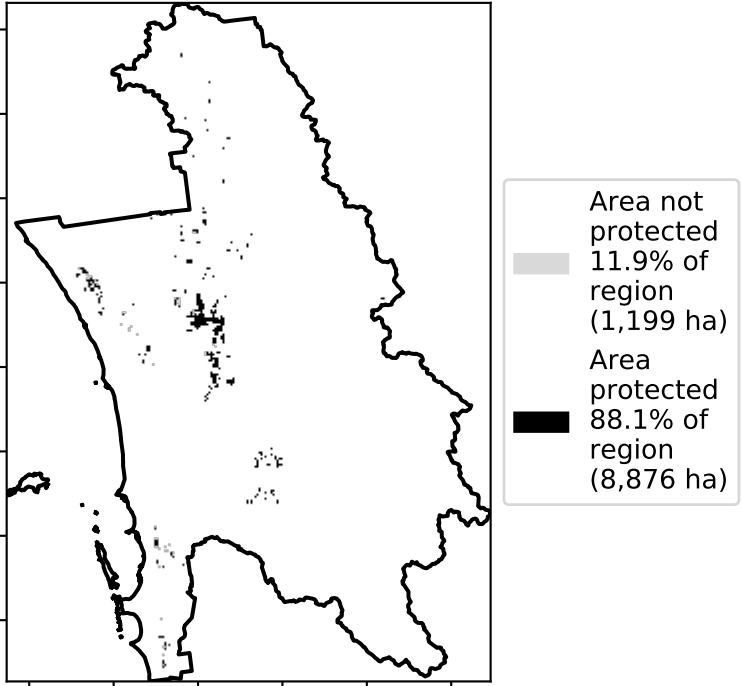 Area not
protected
11.9% of
region
(1,199 ha)
Area
protected
88.1% of
region
(8,876 ha)